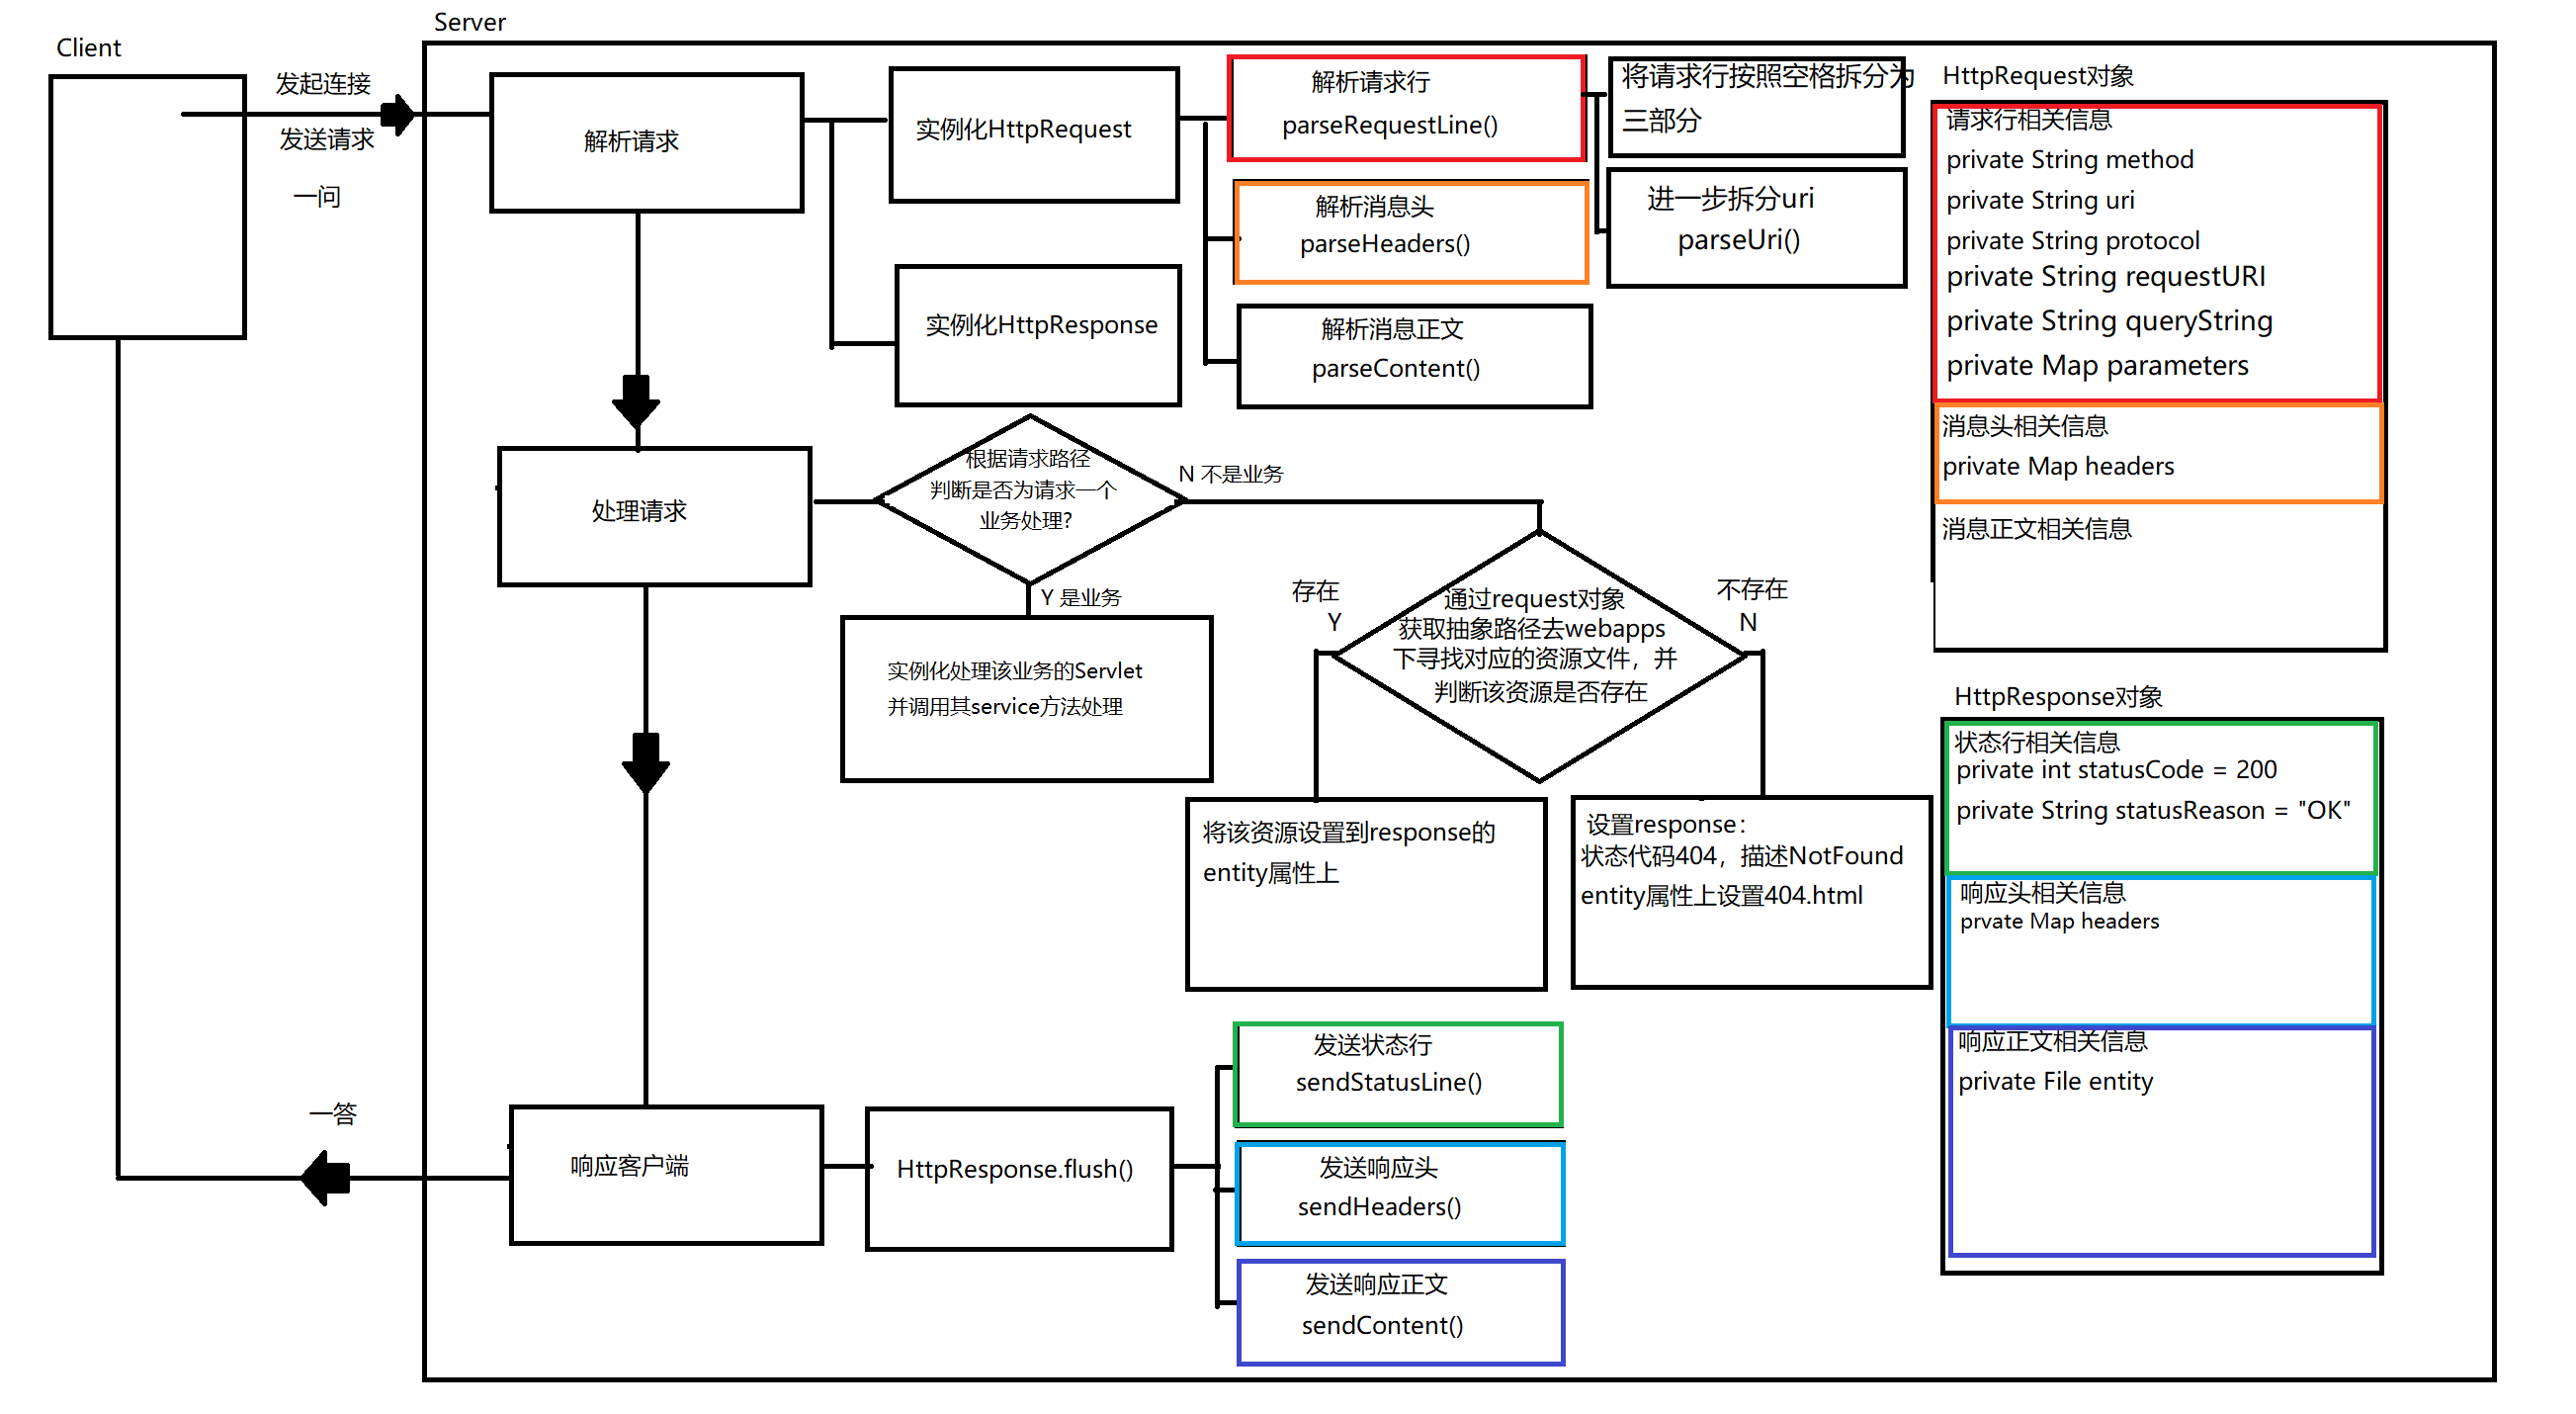 Client
Server
发起连接
发送请求
一问
解析请求
实例化HttpRequest
实例化HttpResponse
解析请求行
parseRequestLine()
解析消息头
parseHeaders()
解析消息正文
parseContent()
将请求行按照空格拆分为
三部分
进一步拆分uri
parseUri()
HttpRequest对象
请求行相关信息
private String method
private String uri
private String protocol
private String requestURI
private String queryString
private Map parameters
消息头相关信息
private Map headers
消息正文相关信息
处理请求
根据请求路径
判断是否为请求一个
业务处理?
N 不是业务
Y 是业务
实例化处理该业务的Servlet
并调用其service方法处理
存在
Y
通过request对象
获取抽象路径去webapps
下寻找对应的资源文件，并
判断该资源是否存在
不存在
N
将该资源设置到response的
entity属性上
设置response：
状态代码404，描述NotFound
entity属性上设置404.html
HttpResponse对象
状态行相关信息
private int statusCode = 200
private String statusReason = "OK"
响应头相关信息
prvate Map headers
响应正文相关信息
private File entity
一答
响应客户端
HttpResponse.flush()
发送状态行
sendStatusLine()
发送响应头
sendHeaders()
发送响应正文
sendContent()